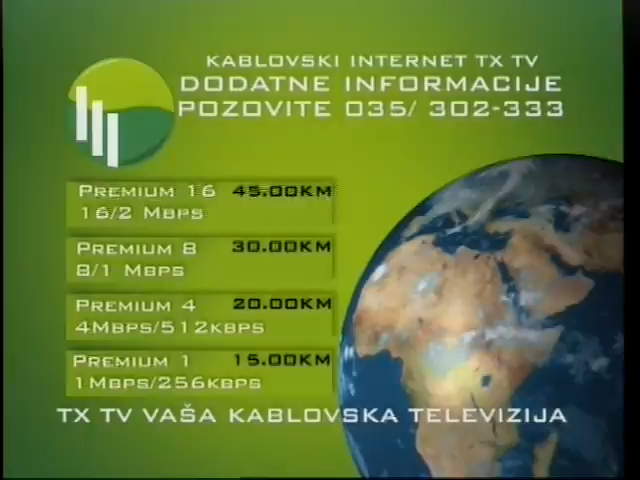 KABLOVSKI INTERNET TX TV
DODATNE INFORMACIJE
POZOVITE 035/ 302-333
PREMIUM 16 45.00KM
16/2 MBPS
PREMIUM 8 30.00KM
8/1 MBPS
PREMIUM 4 20.00KM
4MBPS/512KBPS
PREMIUM 1 15.00KM
1MBPS/256KBPS
TX TV VAŠA KABLOVSKA TELEVIZIJA